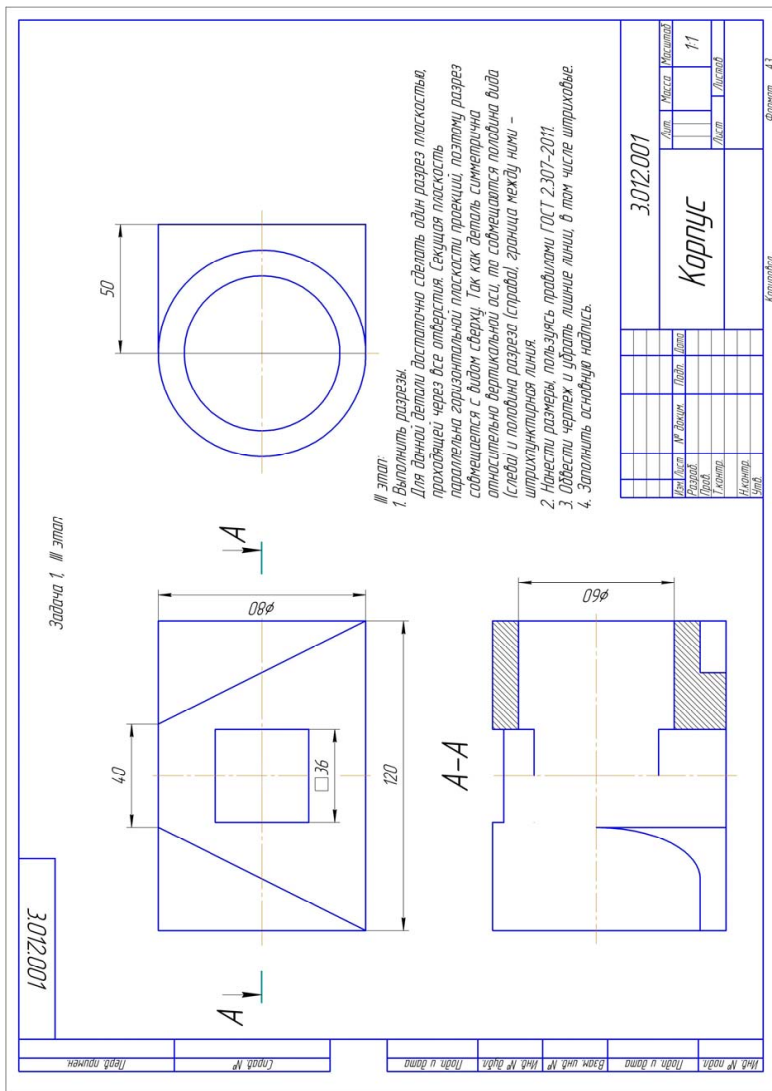 3.012.001
Задача 1, III этап
40
А
А
⌀80
□36
120
50
А-А
⌀60
III этап:
1. Выполнить разрезы.
Для данной детали достаточно сделать один разрез плоскостью,
проходящей через все отверстия. Секущая плоскость
параллельна горизонтальной плоскости проекций, поэтому разрез
совмещается с видом сверху. Так как деталь симметрична
относительно вертикальной оси, то совмещаются половина вида
(слева) и половина разреза (справа), граница между ними –
штрихпунктирная линия.
2. Нанести размеры, пользуясь правилами ГОСТ 2.307-2011.
3. Обвести чертеж и убрать лишние линии, в том числе штриховые.
4. Заполнить основную надпись.
Перв. примен.
Справ. №
Подп. и дата
Инв. № дубл.
Взам. инв. №
Подп. и дата
Инв. № подл.
3.012.001
Изм. Лист № докум. Подп. Дата
Разраб.
Пров.
Т.контр.
Н.контр.
Утв.
Корпус
Лит. Масса Масштаб
1:1
Лист Листов
Копировал Формат А3